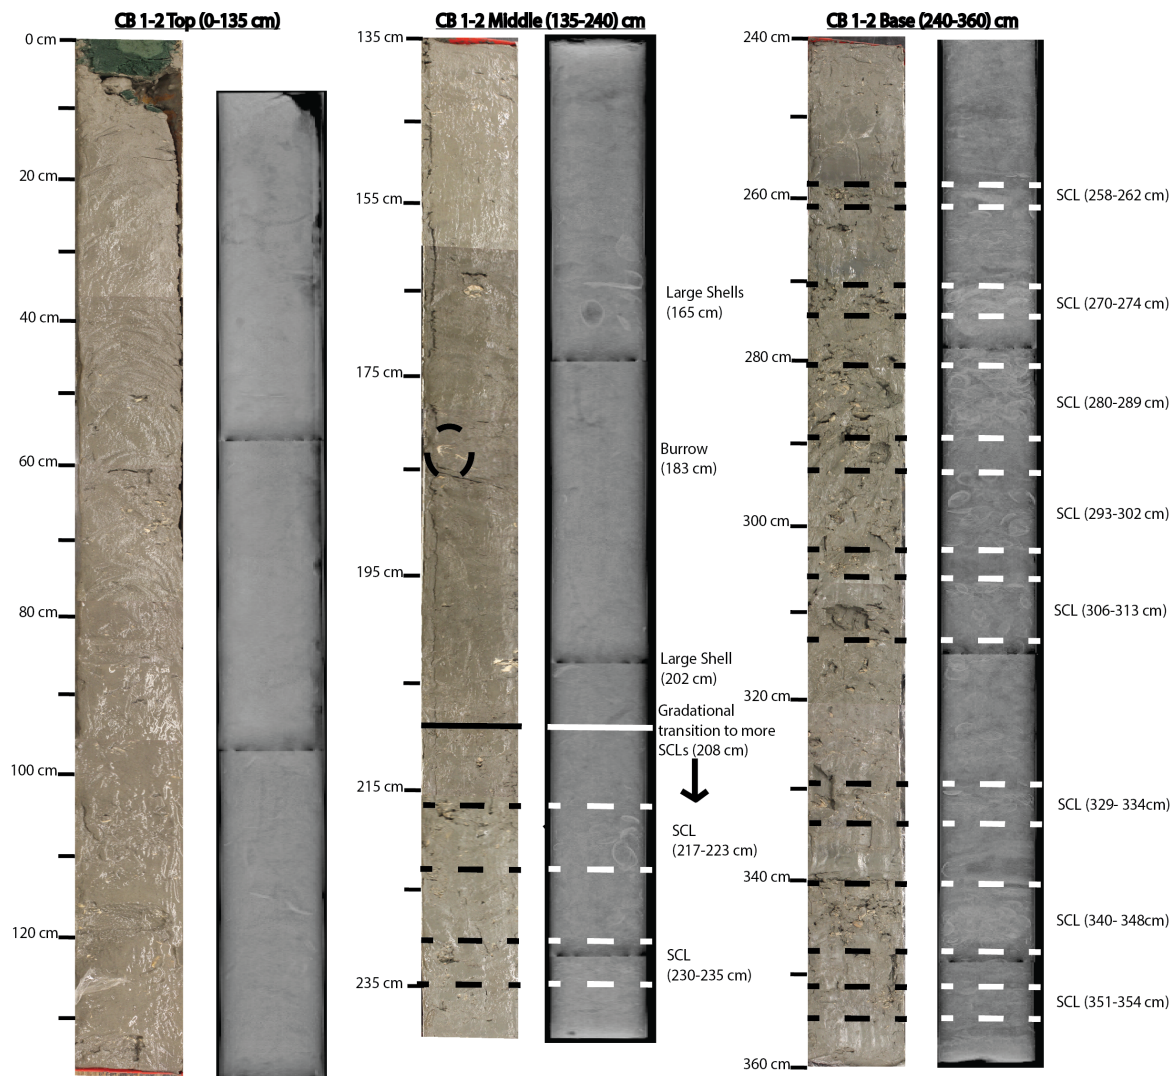 CB 1-2 Top (0-135 cm)
0 cm
20 cm
40 cm
60 cm
80 cm
100 cm
120 cm
CB 1-2 Middle (135-240) cm
135 cm
155 cm
175 cm
195 cm
215 cm
235 cm
Large Shells
(165 cm)
Burrow
(183 cm)
Large Shell
(202 cm)
Gradational
transition to more
SCLs (208 cm)
SCL
(217-223 cm)
SCL
(230-235 cm)
CB 1-2 Base (240-360) cm
240 cm
260 cm
280 cm
300 cm
320 cm
340 cm
360 cm
SCL (258-262 cm)
SCL (270-274 cm)
SCL (280-289 cm)
SCL (293-302 cm)
SCL (306-313 cm)
SCL (329- 334cm)
SCL (340- 348cm)
SCL (351-354 cm)